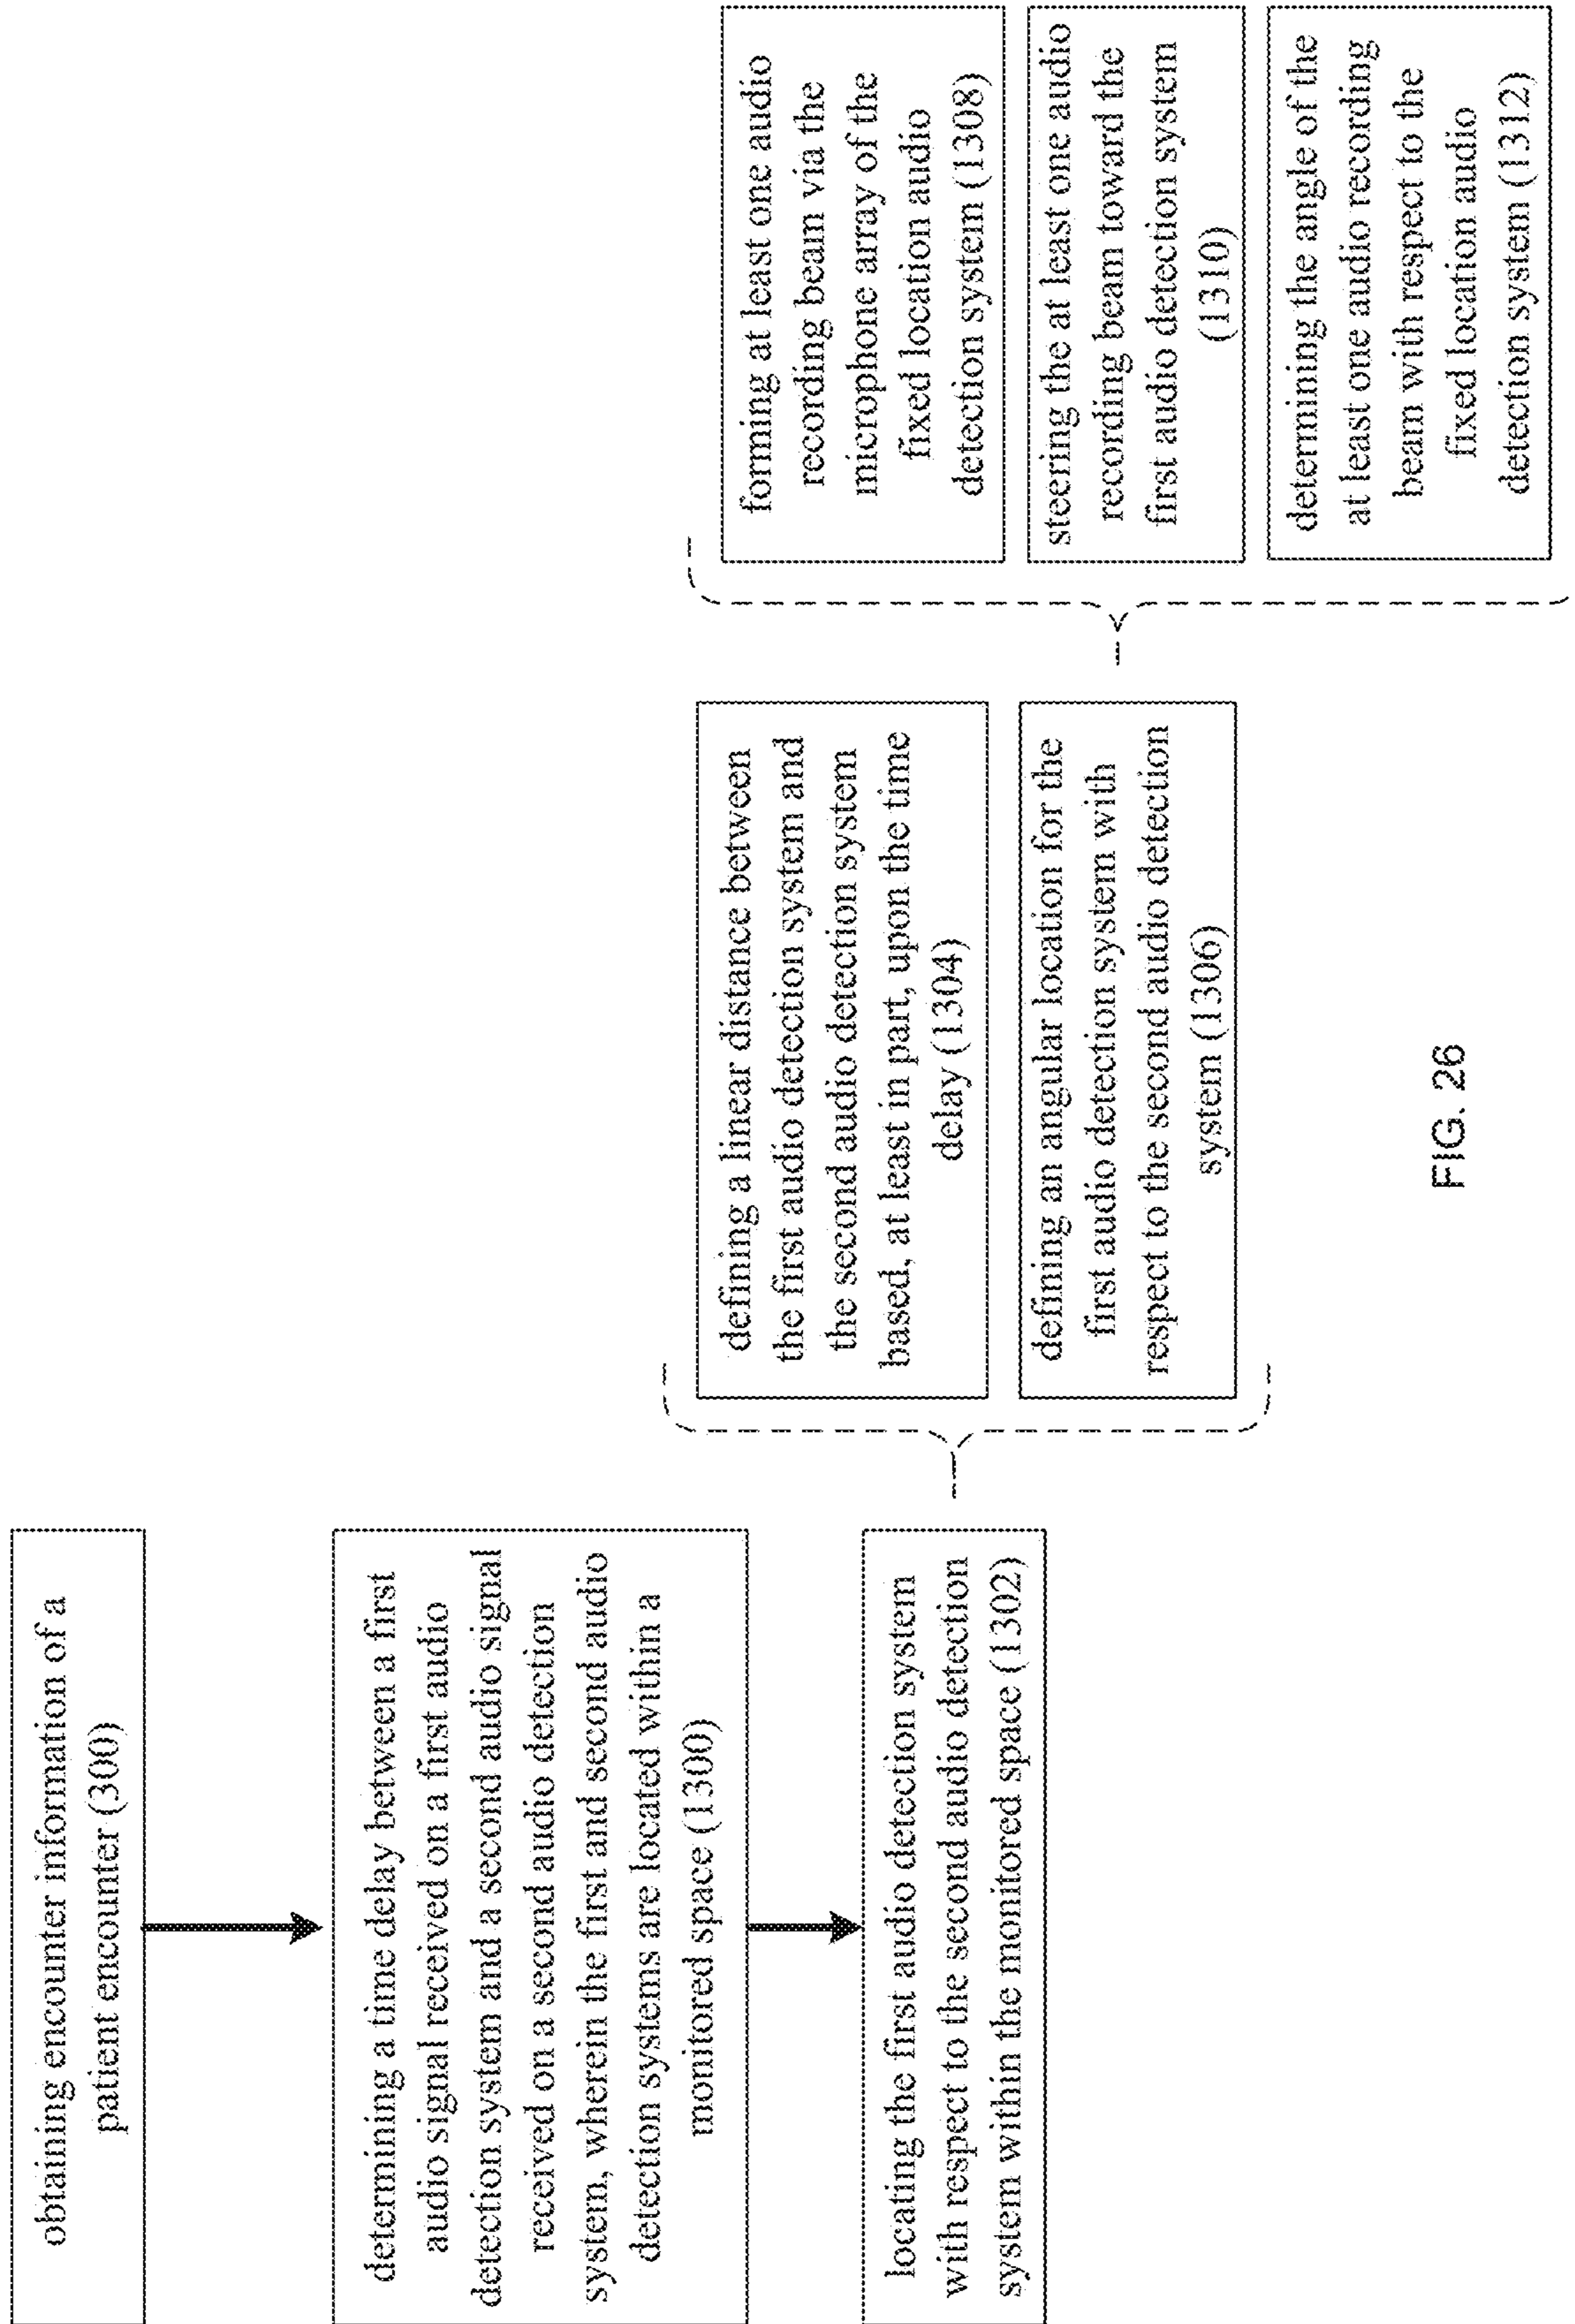 obtaining encounter information of a
patient encounter (300)
determining a time delay between a first
audio signal received on a first audio
detection system and a second audio signal
received on a second audio detection
system, wherein the first and second audio
detection systems are located within a
monitored space (1300)
locating the first audio detection system
with respect to the second audio detection
system within the monitored space (1302)
defining a linear distance between
the first audio detection system and
the second audio detection system
based, at least in part, upon the time
delay (1304)
defining an angular location for the
first audio detection system with
respect to the second audio detection
system (1306)
forming at least one audio
recording beam via the
microphone array of the
fixed location audio
detection system (1308)
steering the at least one audio
recording beam toward the
first audio detection system
(1310)
determining the angle of the
at least one audio recording
beam with respect to the
fixed location audio
detection system (1312)
FIG. 26